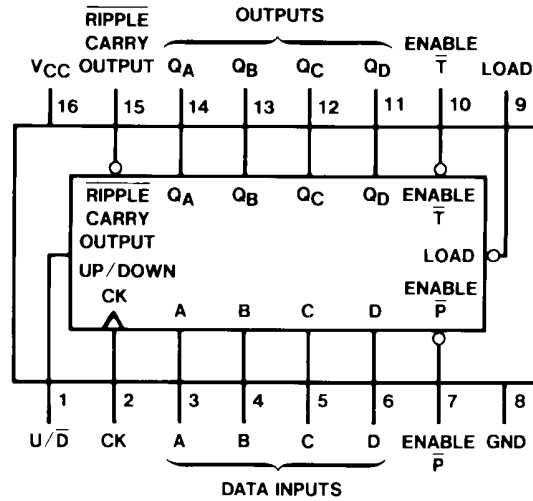 OUTPUTS
RIPPLE
CARRY
OUTPUT
VCC
QA QB QC QD
ENABLE
T
LOAD
16 15 14 13 12 11 10 9
RIPPLE
CARRY
OUTPUT
QA QB QC QD
ENABLE
T
LOAD
UP/DOWN
CK
A B C D
ENABLE
P
1 2 3 4 5 6 7 8
U/D CK A B C D ENABLE GND
P
DATA INPUTS